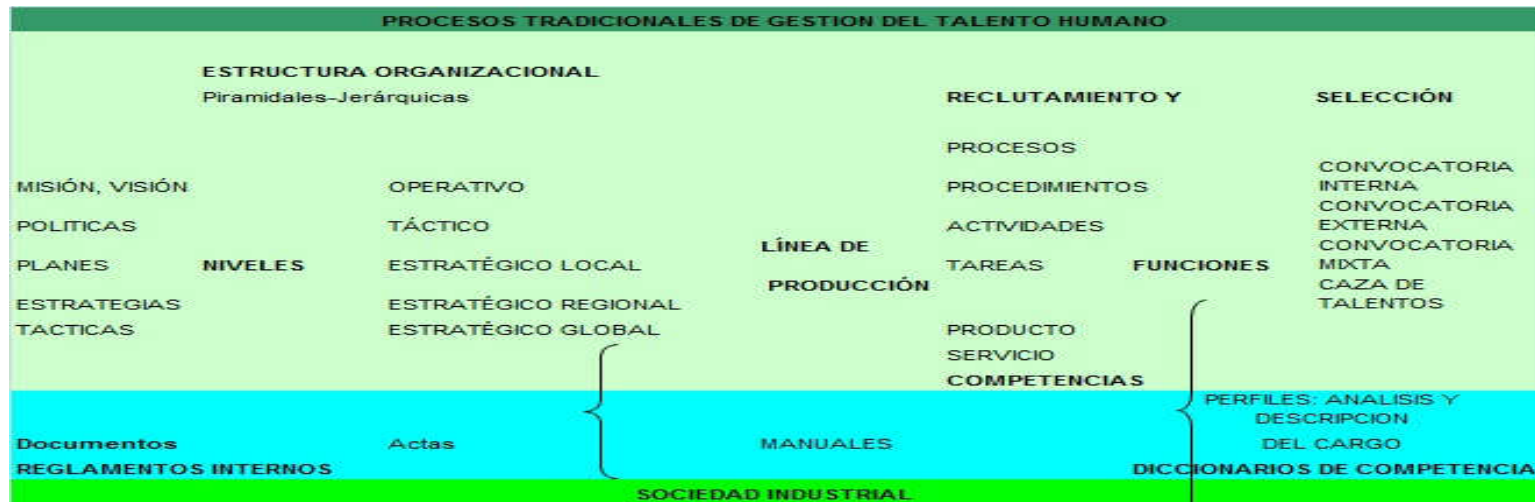 PROCESOS TRADICIONALES DE GESTION DEL TALENTO HUMANO
ESTRUCTURA ORGANIZACIONAL
Piramidales-Jerárquicas
RECLUTAMIENTO Y
SELECCIÓN
MISIÓN, VISIÓN
POLITICAS
PLANES
ESTRATEGIAS
TACTICAS
NIVELES
OPERATIVO
TÁCTICO
ESTRATÉGICO LOCAL
ESTRATÉGICO REGIONAL
ESTRATÉGICO GLOBAL
LÍNEA DE
PRODUCCIÓN
PROCESOS
PROCEDIMIENTOS
ACTIVIDADES
TAREAS
PRODUCTO
SERVICIO
COMPETENCIAS
FUNCIONES
CONVOCATORIA
INTERNA
CONVOCATORIA
EXTERNA
CONVOCATORIA
MIXTA
CAZA DE
TALENTOS
Documentos
REGLAMENTOS INTERNOS
Actas
MANUALES
PERFILES: ANALISIS Y
DESCRIPCION
DEL CARGO
DICCIONARIOS DE COMPETENCIA
SOCIEDAD INDUSTRIAL